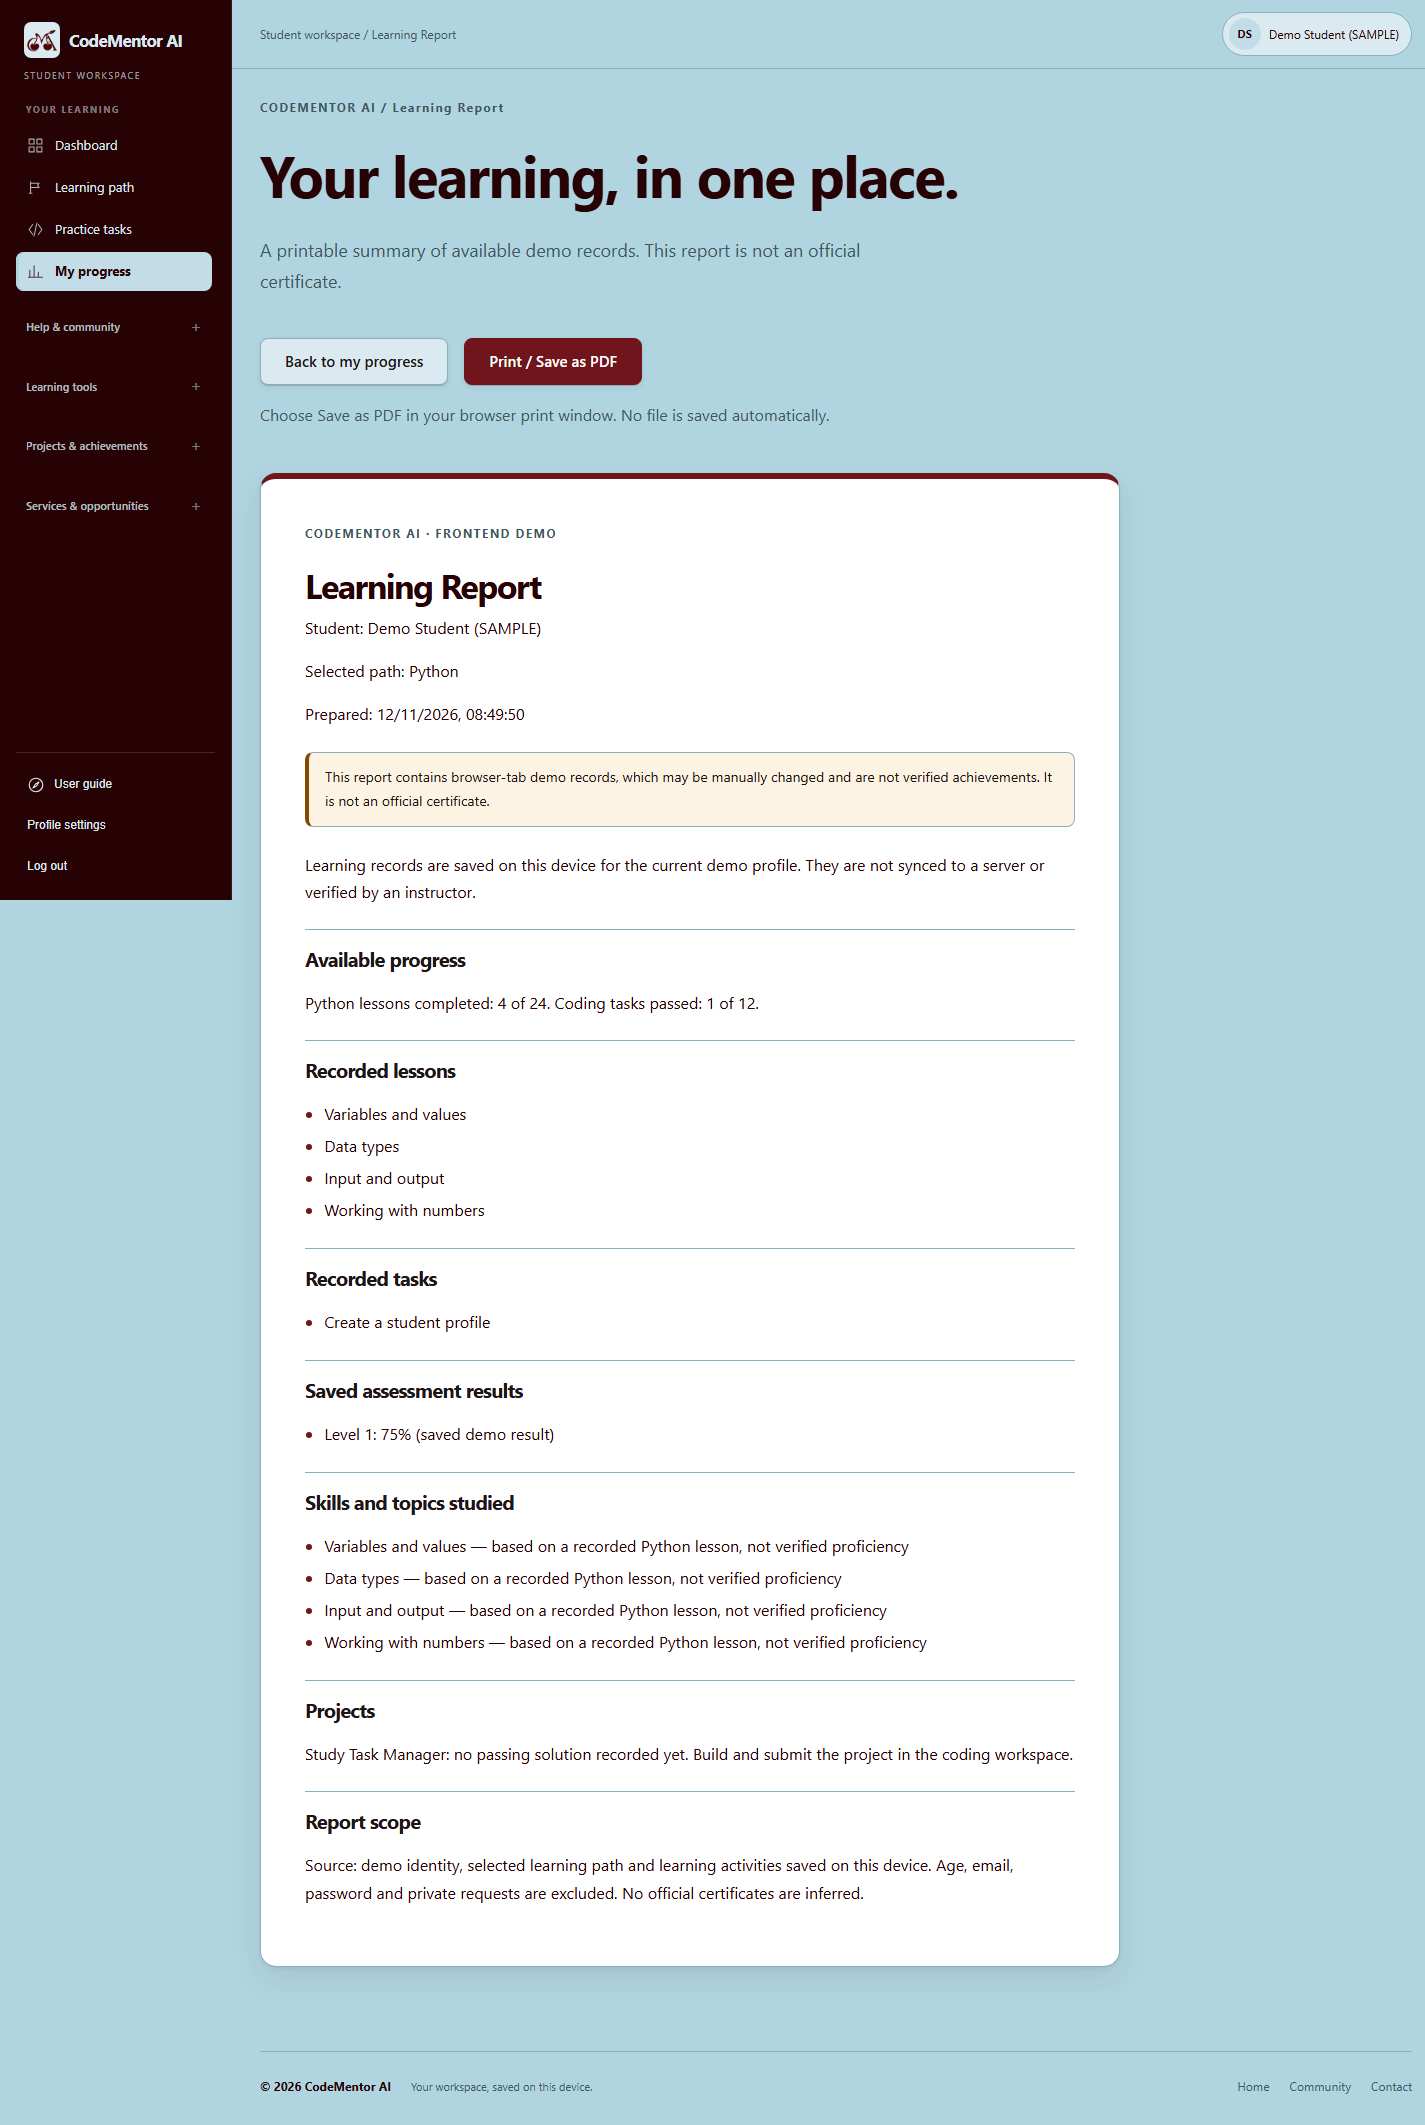 CodeMentor AI
STUDENT WORKSPACE
YOUR LEARNING
Dashboard
Learning path
Practice tasks
My progress
Help & community +
Learning tools +
Projects & achievements +
Services & opportunities +
User guide
Profile settings
Log out
Student workspace / Learning Report
DS Demo Student (SAMPLE)
CODEMENTOR AI / Learning Report
Your learning, in one place.
A printable summary of available demo records. This report is not an official
certificate.
Back to my progress
Print / Save as PDF
Choose Save as PDF in your browser print window. No file is saved automatically.
CODEMENTOR AI · FRONTEND DEMO
Learning Report
Student: Demo Student (SAMPLE)
Selected path: Python
Prepared: 12/11/2026, 08:49:50
This report contains browser-tab demo records, which may be manually changed and are not verified achievements. It
is not an official certificate.
Learning records are saved on this device for the current demo profile. They are not synced to a server or
verified by an instructor.
Available progress
Python lessons completed: 4 of 24. Coding tasks passed: 1 of 12.
Recorded lessons
• Variables and values
• Data types
• Input and output
• Working with numbers
Recorded tasks
• Create a student profile
Saved assessment results
• Level 1: 75% (saved demo result)
Skills and topics studied
• Variables and values — based on a recorded Python lesson, not verified proficiency
• Data types — based on a recorded Python lesson, not verified proficiency
• Input and output — based on a recorded Python lesson, not verified proficiency
• Working with numbers — based on a recorded Python lesson, not verified proficiency
Projects
Study Task Manager: no passing solution recorded yet. Build and submit the project in the coding workspace.
Report scope
Source: demo identity, selected learning path and learning activities saved on this device. Age, email,
password and private requests are excluded. No official certificates are inferred.
© 2026 CodeMentor AI Your workspace, saved on this device.
Home Community Contact